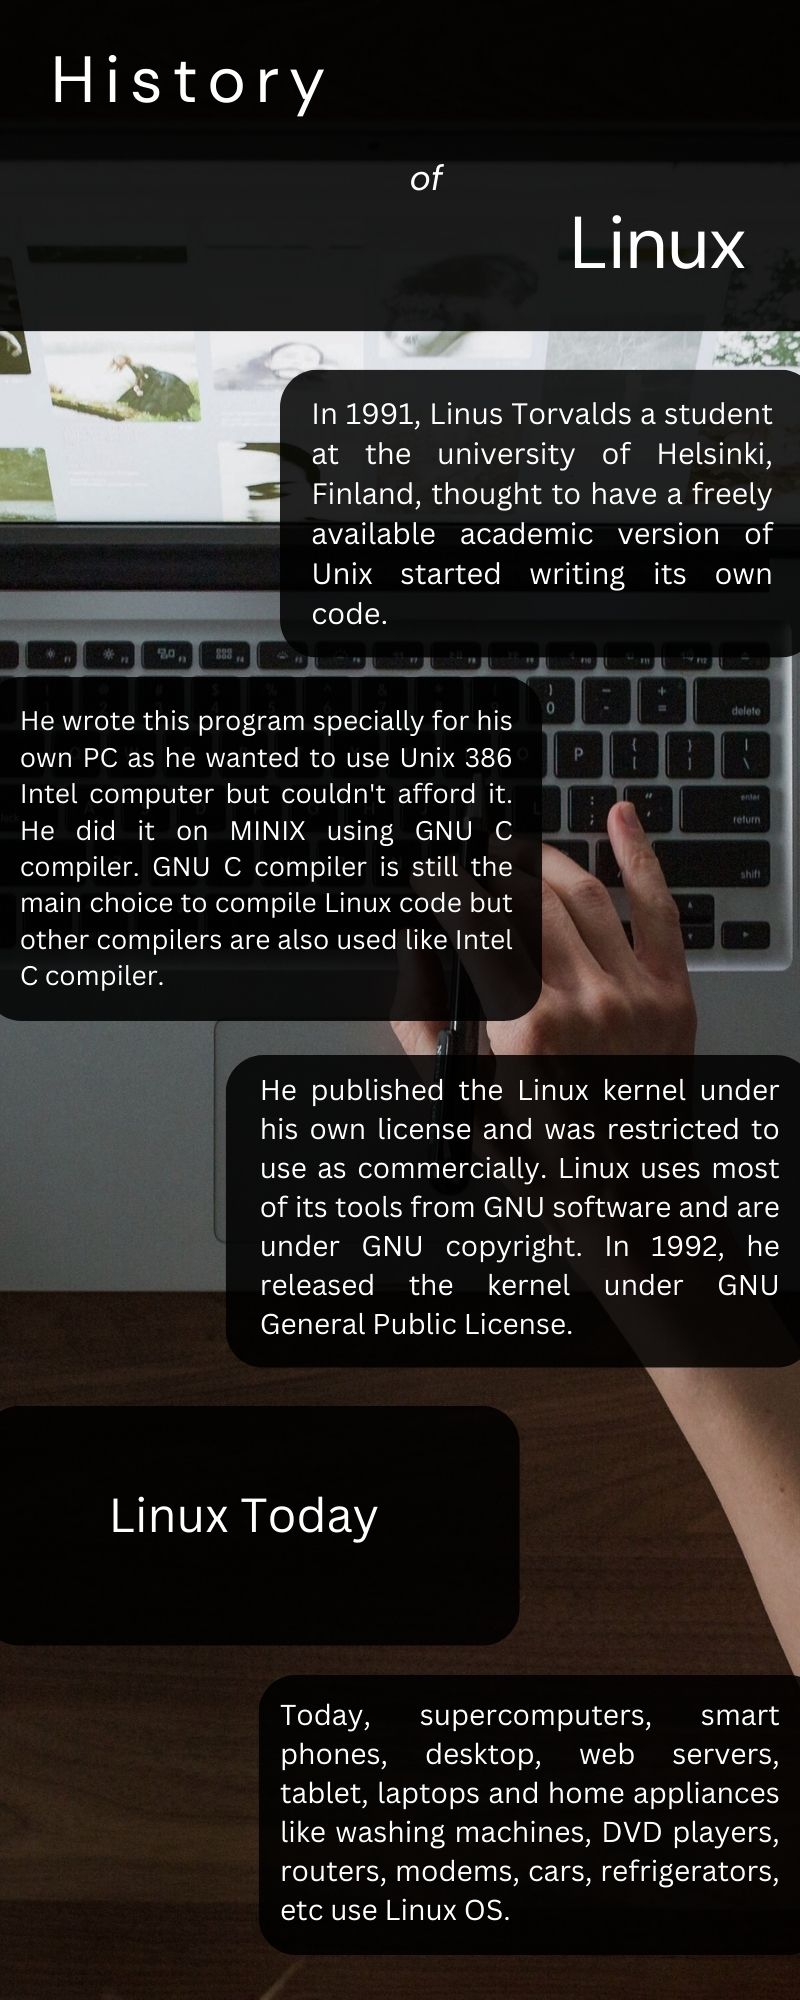 History
of
Linux
In 1991, Linus Torvalds a student
at the university of Helsinki,
Finland, thought to have a freely
available academic version of
Unix started writing its own
code.
He wrote this program specially for his
own PC as he wanted to use Unix 386
Intel computer but couldn't afford it.
He did it on MINIX using GNU C
compiler. GNU C compiler is still the
main choice to compile Linux code but
other compilers are also used like Intel
C compiler.
He published the Linux kernel under
his own license and was restricted to
use as commercially. Linux uses most
of its tools from GNU software and are
under GNU copyright. In 1992, he
released the kernel under GNU
General Public License.
Linux Today
Today, supercomputers, smart
phones, desktop, web servers,
tablet, laptops and home appliances
like washing machines, DVD players,
routers, modems, cars, refrigerators,
etc use Linux OS.
delete
P
enter
return
shift